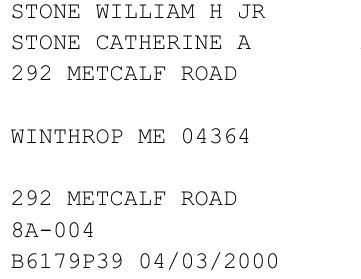 STONE WILLIAM H JR
STONE CATHERINE A
292 METCALF ROAD
WINTHROP ME 04364
292 METCALF ROAD
8A-004
B6179P39 04/03/2000